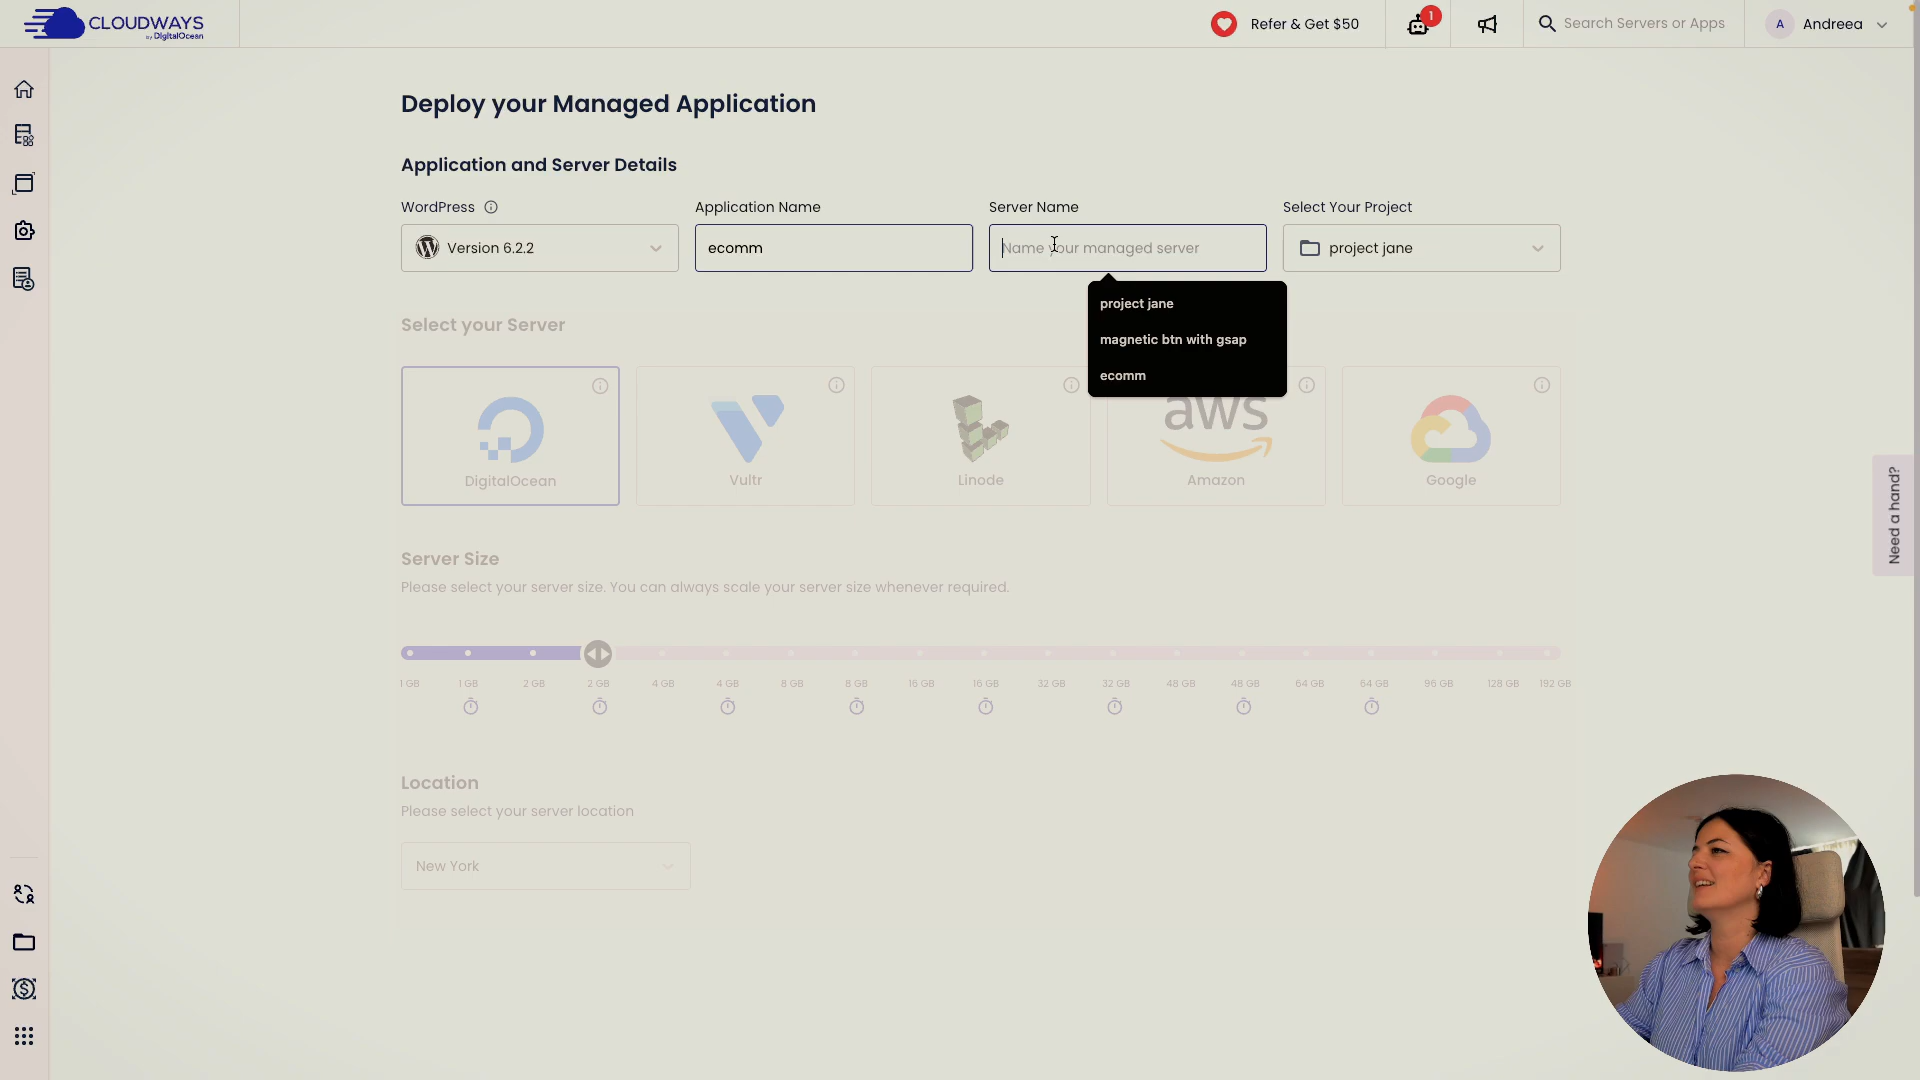 CLOUDWAYS
by DigitalOcean
Refer & Get $50
1
Search Servers or Apps
A
Andreea
Deploy your Managed Application
Application and Server Details
WordPress
Application Name
Server Name
Select Your Project
Version 6.2.2
ecomm
Name your managed server
project jane
project jane
magnetic btn with gsap
ecomm
Select your Server
DigitalOcean
Vultr
Linode
aws
Amazon
Google
Need a hand?
Server Size
Please select your server size. You can always scale your server size whenever required.
1 GB 1 GB 2 GB 2 GB 4 GB 4 GB 8 GB 8 GB 16 GB 16 GB 32 GB 32 GB 48 GB 48 GB 64 GB 64 GB 96 GB 128 GB 192 GB
Location
Please select your server location
New York